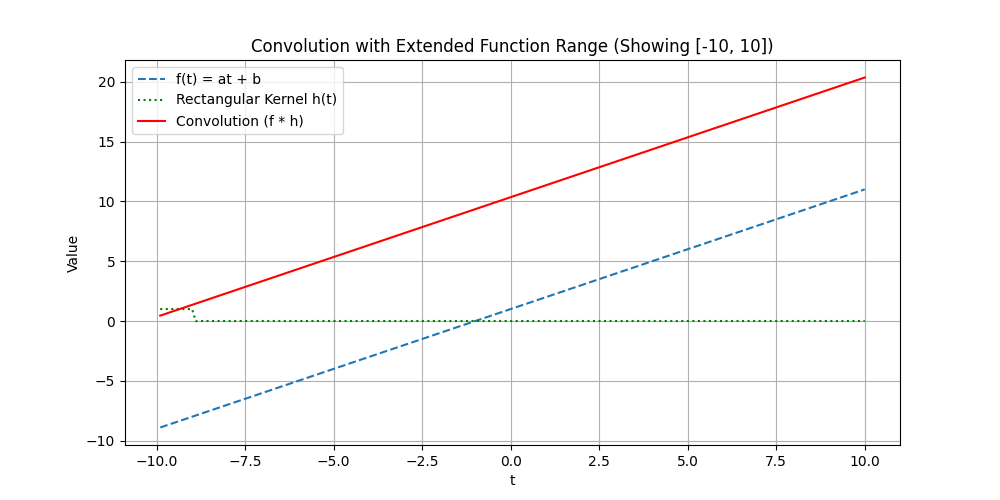 Convolution with Extended Function Range (Showing [-10, 10])
f(t) = at + b
Rectangular Kernel h(t)
Convolution (f * h)
Value
20
15
10
5
0
−5
−10
−10.0 −7.5 −5.0 −2.5 0.0 2.5 5.0 7.5 10.0
t